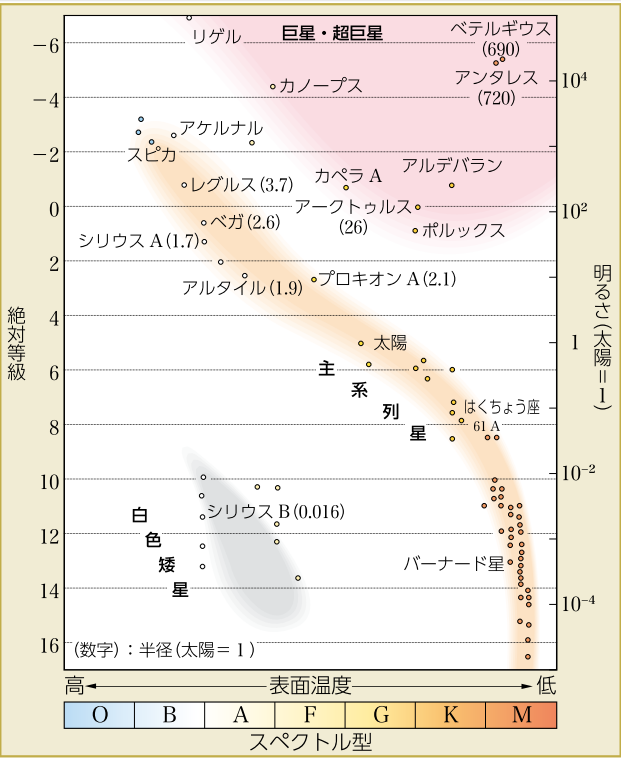 リゲル
巨星・超巨星
ベテルギウス
(690)
アンタレス
(720)
カノープス
アケルナル
スピカ
レグルス(3.7)
カペラ A
アルデバラン
アークトゥルス
(26)
ポルックス
ベガ(2.6)
シリウス A(1.7)
アルタイル(1.9)
プロキオン A(2.1)
太陽
主
系
列
星
はくちょう座
61 A
シリウス B(0.016)
白
色
矮
星
バーナード星
(数字)：半径(太陽＝1)
絶対等級
−6
−4
−2
0
2
4
6
8
10
12
14
16
明るさ(太陽＝1)
10⁴
10²
1
10⁻²
10⁻⁴
高 表面温度 低
O B A F G K M
スペクトル型